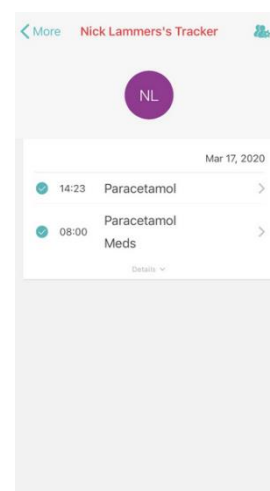 More Nick Lammers's Tracker
NL
Mar 17, 2020
14:23 Paracetamol
08:00 Paracetamol
Meds
Details